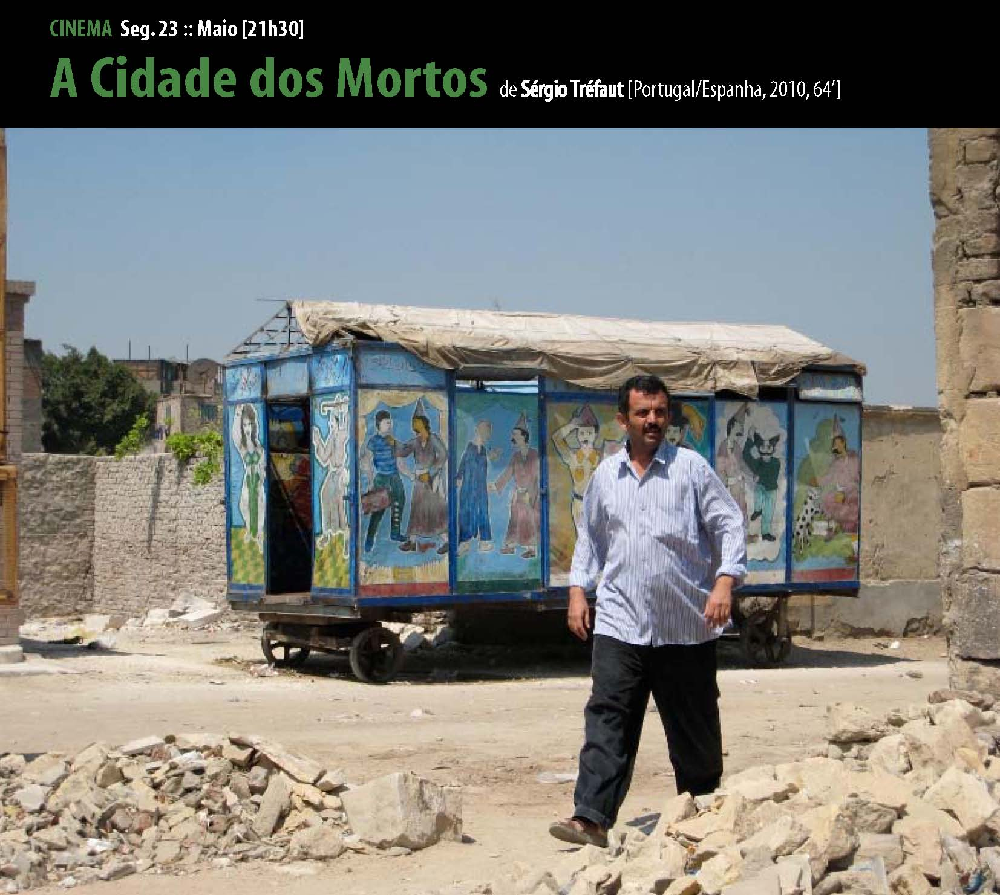 CINEMA Seg. 23 :: Maio [21h30]
A Cidade dos Mortos de Sérgio Tréfaut [Portugal/Espanha, 2010, 64’]